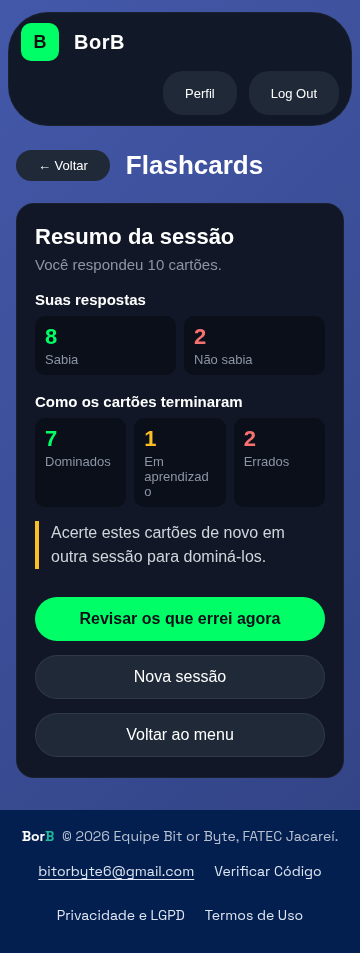 B BorB
Perfil Log Out
← Voltar Flashcards
Resumo da sessão
Você respondeu 10 cartões.
Suas respostas
8 2
Sabia Não sabia
Como os cartões terminaram
7 1 2
Dominados Em Errados
aprendizad
o
Acerte estes cartões de novo em
outra sessão para dominá-los.
Revisar os que errei agora
Nova sessão
Voltar ao menu
BorB © 2026 Equipe Bit or Byte, FATEC Jacareí.
bitorbyte6@gmail.com Verificar Código
Privacidade e LGPD Termos de Uso